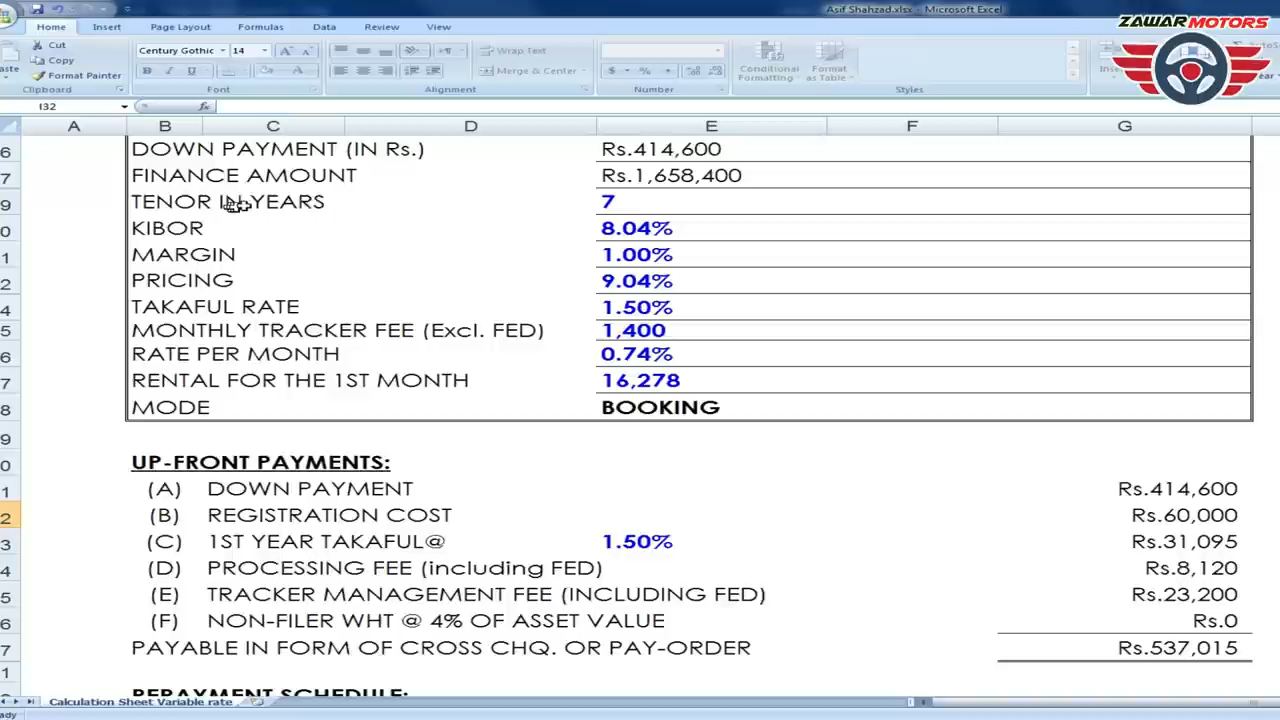 Asif Shahzad.xlsx - Microsoft Excel
ZAWAR MOTORS
Home Insert Page Layout Formulas Data Review View
Cut
Copy
Format Painter
Clipboard
Century Gothic 14
Font
Wrap Text
Merge & Center
Alignment
Number
Conditional Formatting
Format as Table
Styles
I32
A B C D E F G
DOWN PAYMENT (IN Rs.) Rs.414,600
FINANCE AMOUNT Rs.1,658,400
TENOR IN YEARS 7
KIBOR 8.04%
MARGIN 1.00%
PRICING 9.04%
TAKAFUL RATE 1.50%
MONTHLY TRACKER FEE (Excl. FED) 1,400
RATE PER MONTH 0.74%
RENTAL FOR THE 1ST MONTH 16,278
MODE BOOKING
UP-FRONT PAYMENTS:
(A) DOWN PAYMENT Rs.414,600
(B) REGISTRATION COST Rs.60,000
(C) 1ST YEAR TAKAFUL@ 1.50% Rs.31,095
(D) PROCESSING FEE (including FED) Rs.8,120
(E) TRACKER MANAGEMENT FEE (INCLUDING FED) Rs.23,200
(F) NON-FILER WHT @ 4% OF ASSET VALUE Rs.0
PAYABLE IN FORM OF CROSS CHQ. OR PAY-ORDER Rs.537,015
REPAYMENT SCHEDULE:
Calculation Sheet Variable rate